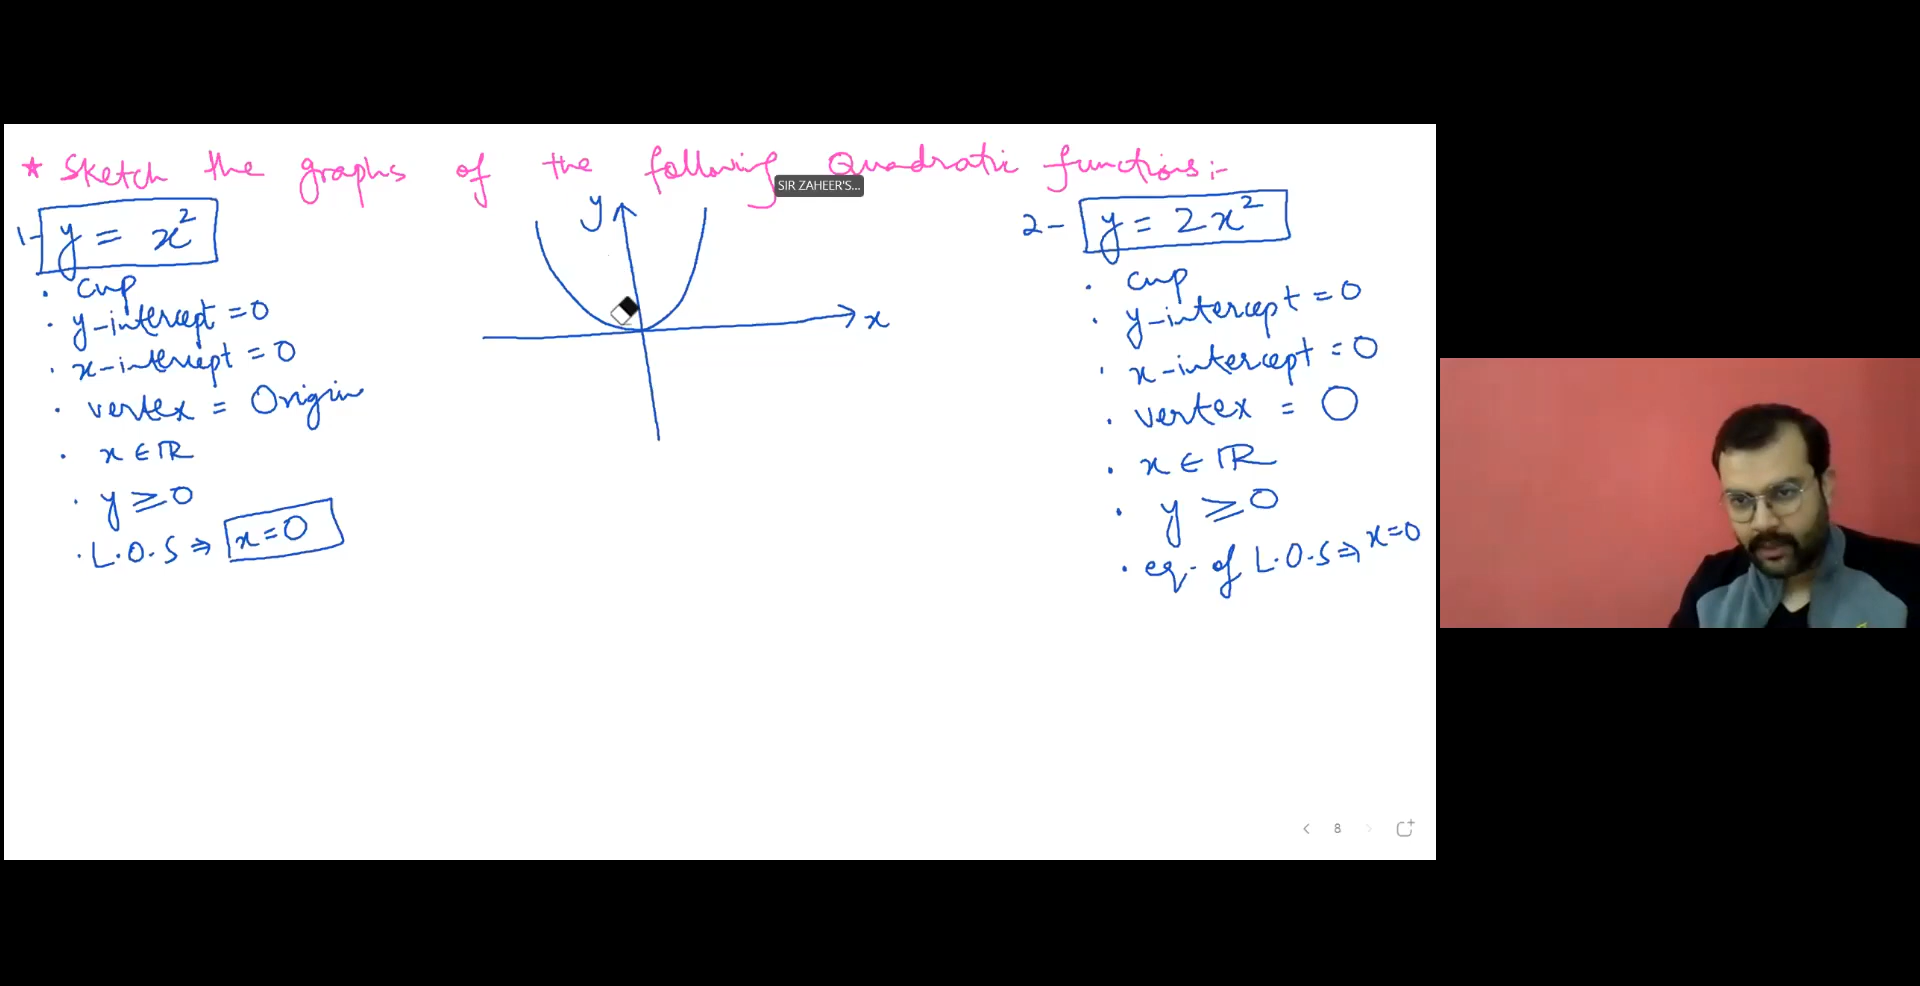 * Sketch the graphs of the following Quadratic functions:-
SIR ZAHEER'S...
1- y = x²
• Cup
• y-intercept = 0
• x-intercept = 0
• vertex = Origin
• x ∈ ℝ
• y ≥ 0
• L.O.S ⇒ x=0
y
x
2- y = 2x²
• Cup
• y-intercept = 0
• x-intercept = 0
• vertex = O
• x ∈ ℝ
• y ≥ 0
• eq. of L.O.S ⇒ x=0
8